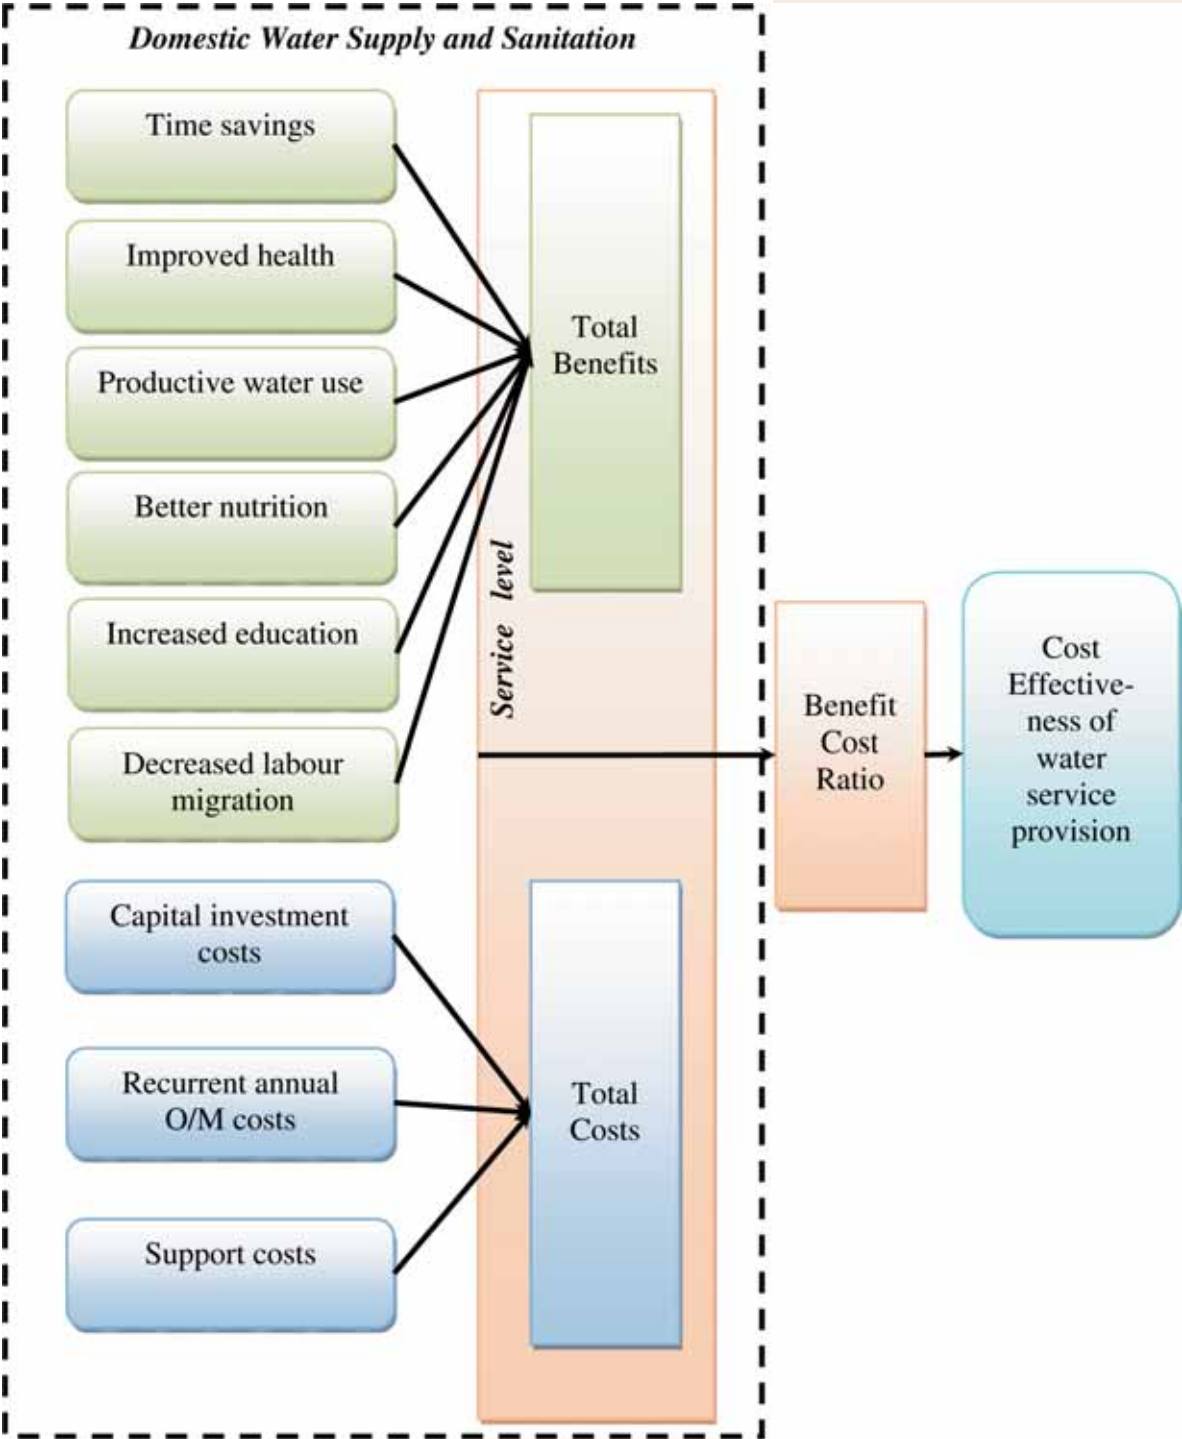 Domestic Water Supply and Sanitation
Time savings
Improved health
Productive water use
Better nutrition
Increased education
Decreased labour
migration
Capital investment
costs
Recurrent annual
O/M costs
Support costs
Service level
Total
Benefits
Total
Costs
Benefit
Cost
Ratio
Cost
Effective-
ness of
water
service
provision